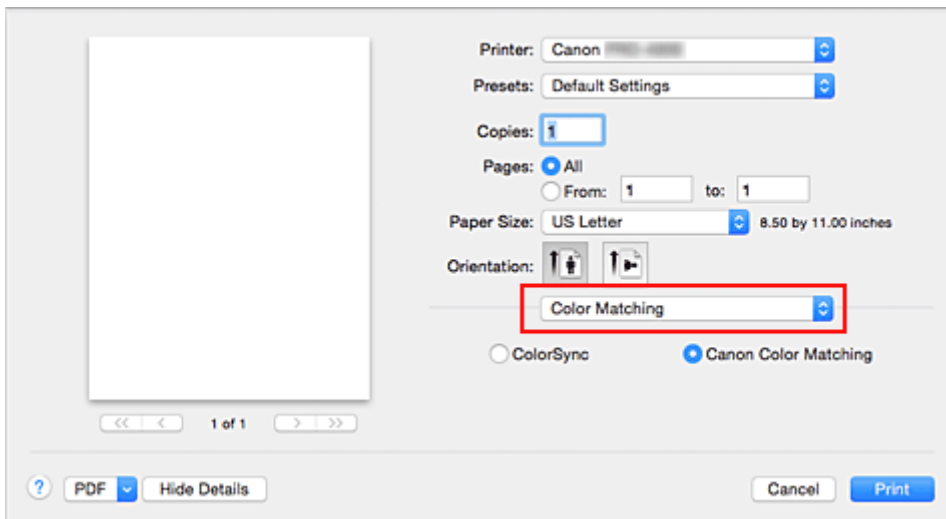 Printer: Canon
Presets: Default Settings
Copies: 1
Pages: All
From: 1 to: 1
Paper Size: US Letter 8.50 by 11.00 inches
Orientation:
Color Matching
ColorSync Canon Color Matching
<< < 1 of 1 > >>
? PDF Hide Details Cancel Print